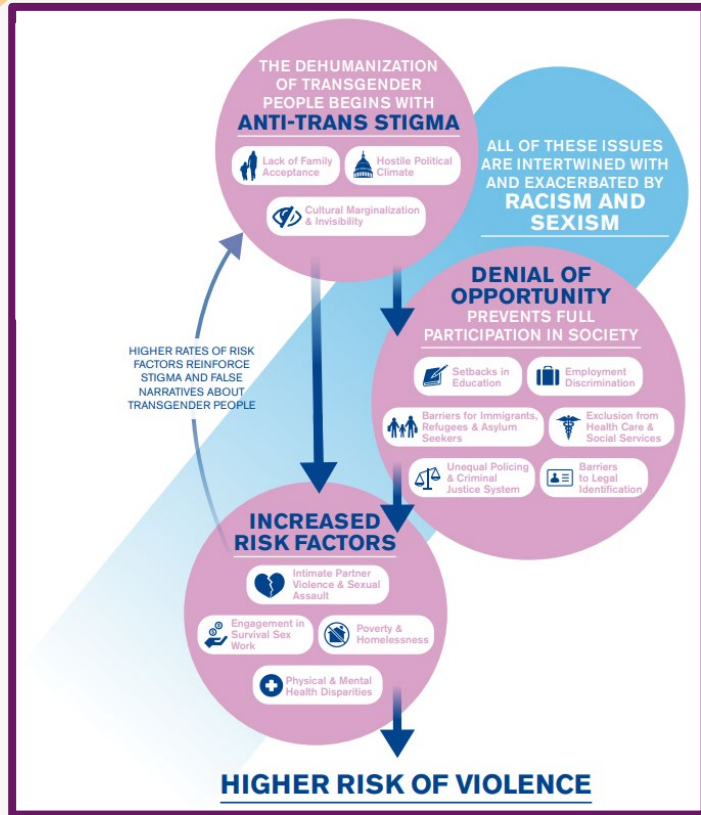 THE DEHUMANIZATION
OF TRANSGENDER
PEOPLE BEGINS WITH
ANTI-TRANS STIGMA
Lack of Family
Acceptance
Hostile Political
Climate
Cultural Marginalization
& Invisibility
ALL OF THESE ISSUES
ARE INTERTWINED WITH
AND EXACERBATED BY
RACISM AND
SEXISM
DENIAL OF
OPPORTUNITY
PREVENTS FULL
PARTICIPATION IN SOCIETY
Setbacks in
Education
Employment
Discrimination
Barriers for Immigrants,
Refugees & Asylum
Seekers
Exclusion from
Health Care &
Social Services
Unequal Policing
& Criminal
Justice System
Barriers
to Legal
Identification
HIGHER RATES OF RISK
FACTORS REINFORCE
STIGMA AND FALSE
NARRATIVES ABOUT
TRANSGENDER PEOPLE
INCREASED
RISK FACTORS
Intimate Partner
Violence & Sexual
Assault
Engagement in
Survival Sex
Work
Poverty &
Homelessness
Physical & Mental
Health Disparities
HIGHER RISK OF VIOLENCE